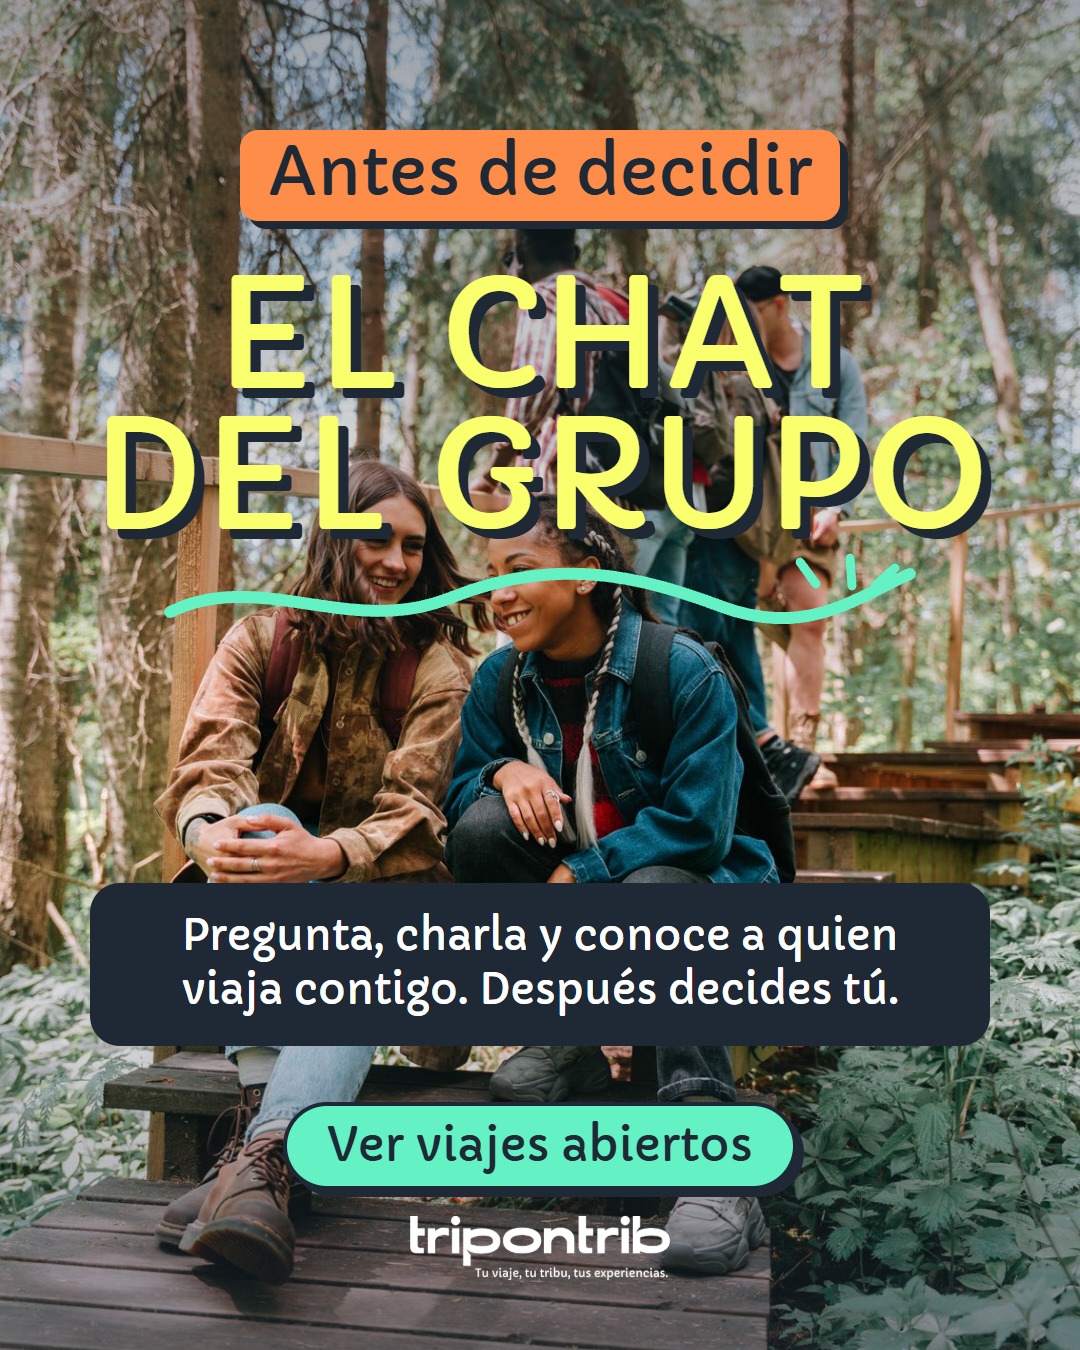 Antes de decidir
EL CHAT
DEL GRUPO
Pregunta, charla y conoce a quien
viaja contigo. Después decides tú.
Ver viajes abiertos
tripontrib
Tu viaje, tu tribu, tus experiencias.